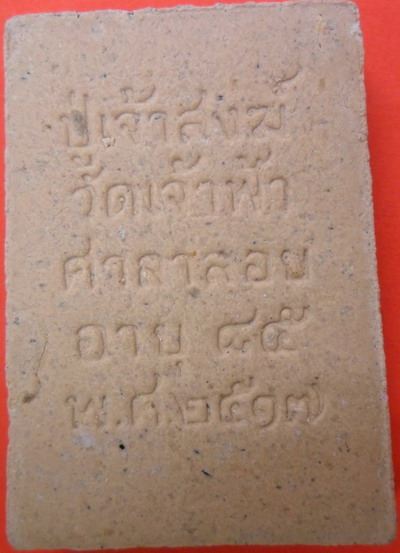 ปู่เจ้าสงฆ์
วัดเจ้าฟ้า
ศาลาลอย
อายุ ๘๕
พ.ศ.๒๕๑๗